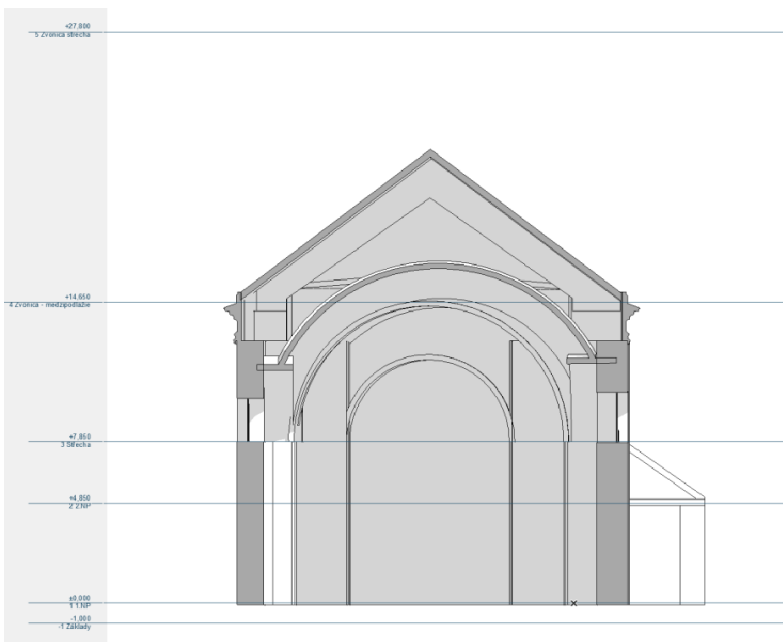 +27,000
5 Zvonica strecha
+14,650
4 Zvonica - medzipodlažie
+7,850
3 Strecha
+4,850
2 2.NP
±0,000
1 1.NP
-1,000
-1 Základy